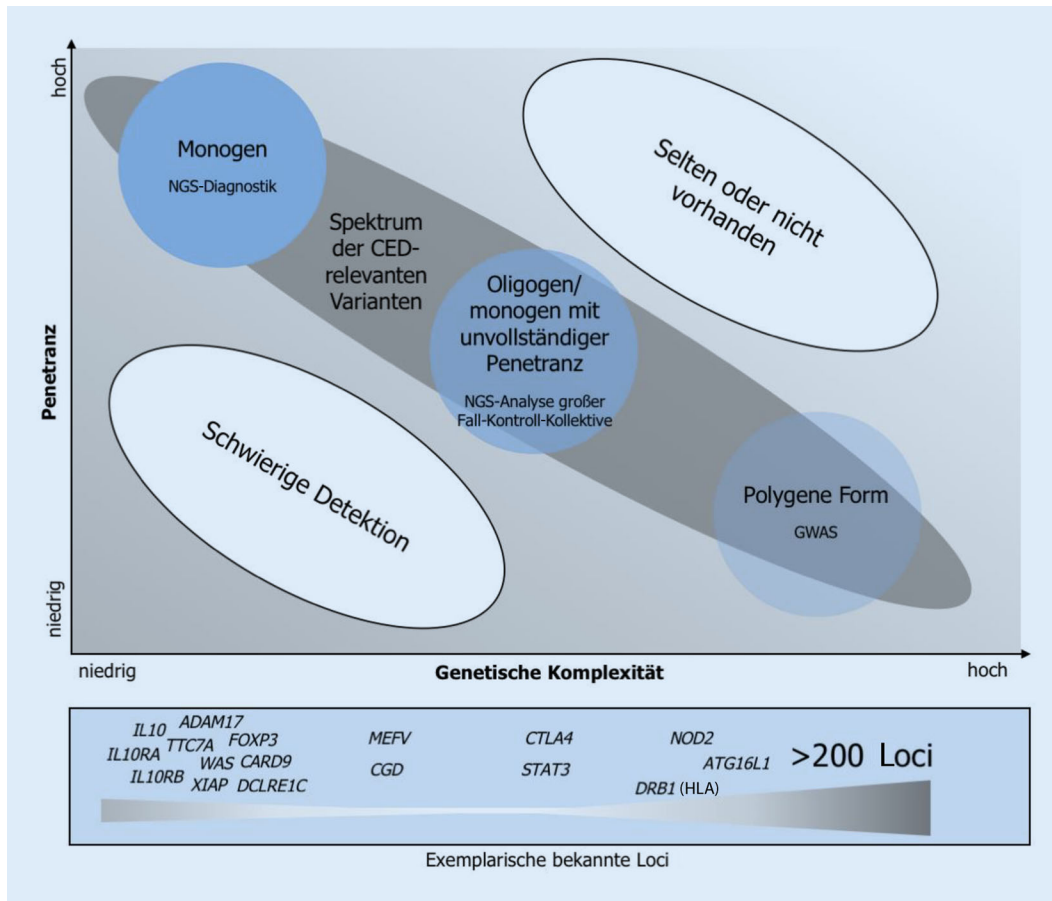 hoch
Monogen
NGS-Diagnostik
Selten oder nicht
vorhanden
Spektrum
der CED-
relevanten
Varianten
Oligogen/
monogen mit
unvollständiger
Penetranz
NGS-Analyse großer
Fall-Kontroll-Kollektive
Penetranz
Schwierige Detektion
Polygene Form
GWAS
niedrig
niedrig
Genetische Komplexität
hoch
IL10
ADAM17
IL10RA
TTC7A
FOXP3
WAS
CARD9
IL10RB
XIAP
DCLRE1C
MEFV
CGD
CTLA4
STAT3
NOD2
ATG16L1
DRB1 (HLA)
>200 Loci
Exemplarische bekannte Loci